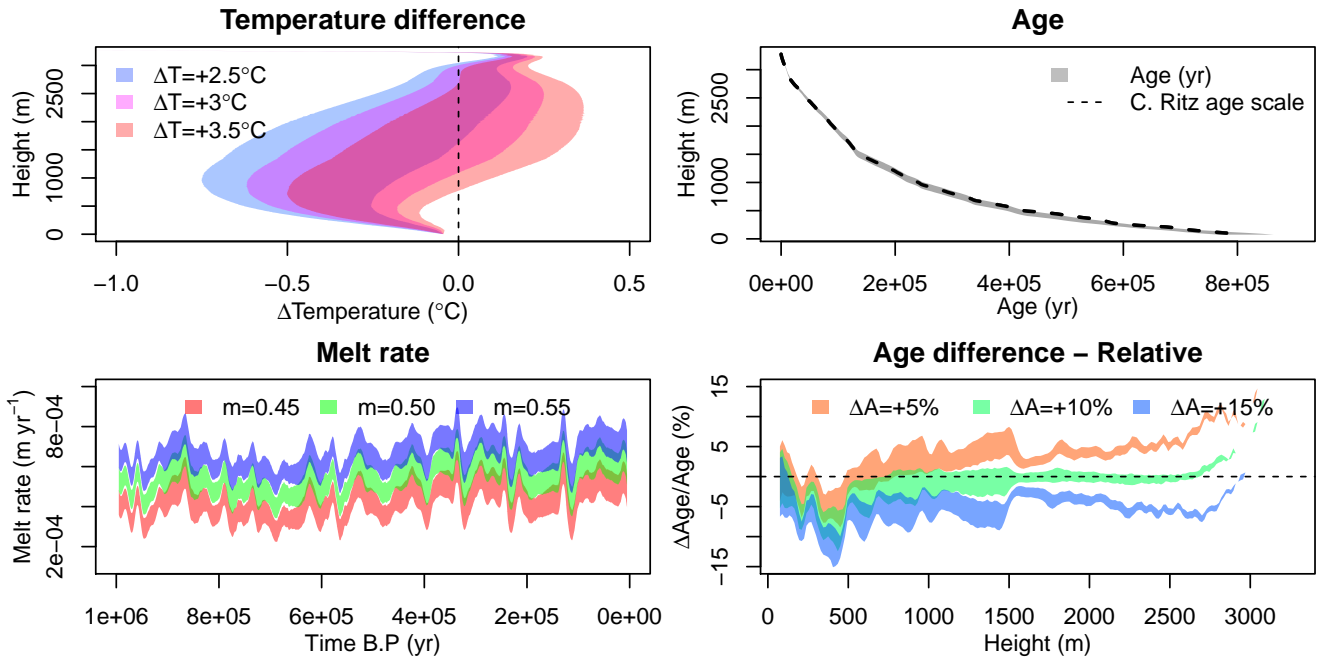 Temperature difference
Height (m)
0 1000 2500
ΔT=+2.5°C
ΔT=+3°C
ΔT=+3.5°C
−1.0 −0.5 0.0 0.5
ΔTemperature (°C)
Age
Height (m)
0 1000 2500
Age (yr)
C. Ritz age scale
0e+00 2e+05 4e+05 6e+05 8e+05
Age (yr)
Melt rate
Melt rate (m yr⁻¹)
2e−04 8e−04
m=0.45 m=0.50 m=0.55
1e+06 8e+05 6e+05 4e+05 2e+05 0e+00
Time B.P (yr)
Age difference − Relative
ΔAge/Age (%)
−15 −5 5 15
ΔA=+5% ΔA=+10% ΔA=+15%
0 500 1000 1500 2000 2500 3000
Height (m)